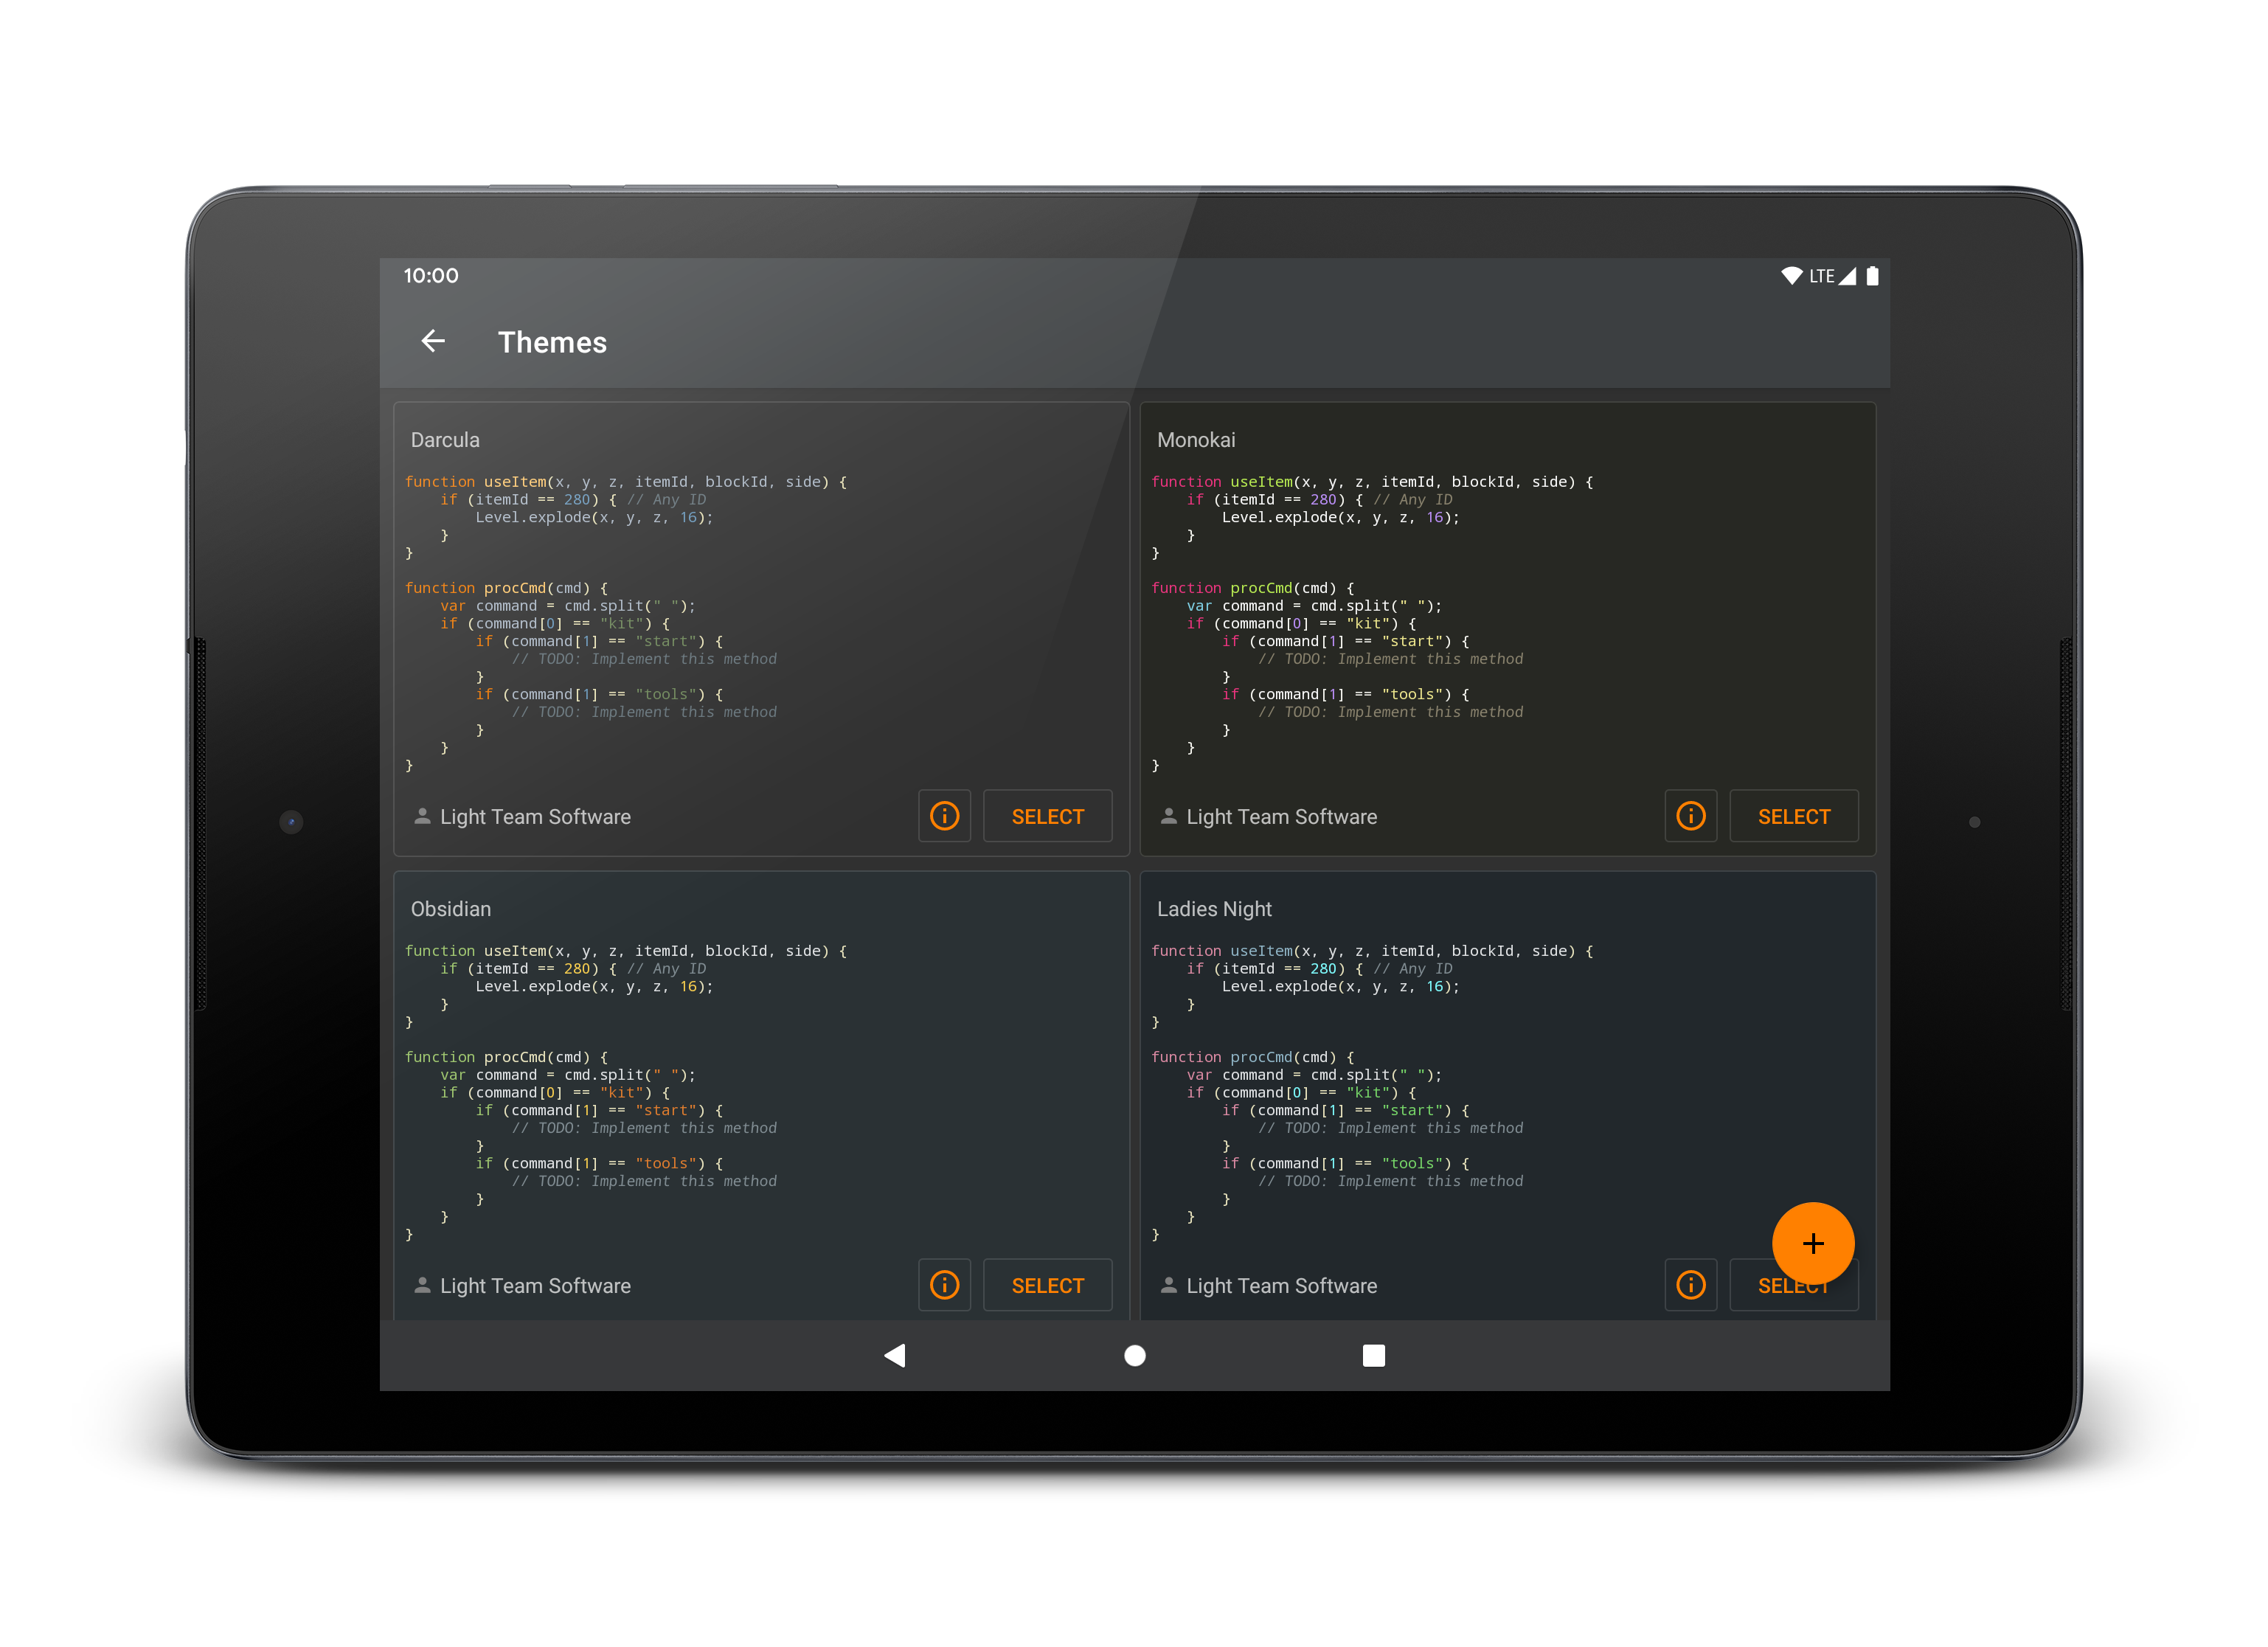 10:00 LTE
Themes
Darcula
function useItem(x, y, z, itemId, blockId, side) {
    if (itemId == 280) { // Any ID
        Level.explode(x, y, z, 16);
    }
}

function procCmd(cmd) {
    var command = cmd.split(" ");
    if (command[0] == "kit") {
        if (command[1] == "start") {
            // TODO: Implement this method
        }
        if (command[1] == "tools") {
            // TODO: Implement this method
        }
    }
}
Light Team Software SELECT
Monokai
function useItem(x, y, z, itemId, blockId, side) {
    if (itemId == 280) { // Any ID
        Level.explode(x, y, z, 16);
    }
}

function procCmd(cmd) {
    var command = cmd.split(" ");
    if (command[0] == "kit") {
        if (command[1] == "start") {
            // TODO: Implement this method
        }
        if (command[1] == "tools") {
            // TODO: Implement this method
        }
    }
}
Light Team Software SELECT
Obsidian
function useItem(x, y, z, itemId, blockId, side) {
    if (itemId == 280) { // Any ID
        Level.explode(x, y, z, 16);
    }
}

function procCmd(cmd) {
    var command = cmd.split(" ");
    if (command[0] == "kit") {
        if (command[1] == "start") {
            // TODO: Implement this method
        }
        if (command[1] == "tools") {
            // TODO: Implement this method
        }
    }
}
Light Team Software SELECT
Ladies Night
function useItem(x, y, z, itemId, blockId, side) {
    if (itemId == 280) { // Any ID
        Level.explode(x, y, z, 16);
    }
}

function procCmd(cmd) {
    var command = cmd.split(" ");
    if (command[0] == "kit") {
        if (command[1] == "start") {
            // TODO: Implement this method
        }
        if (command[1] == "tools") {
            // TODO: Implement this method
        }
    }
}
Light Team Software SELECT